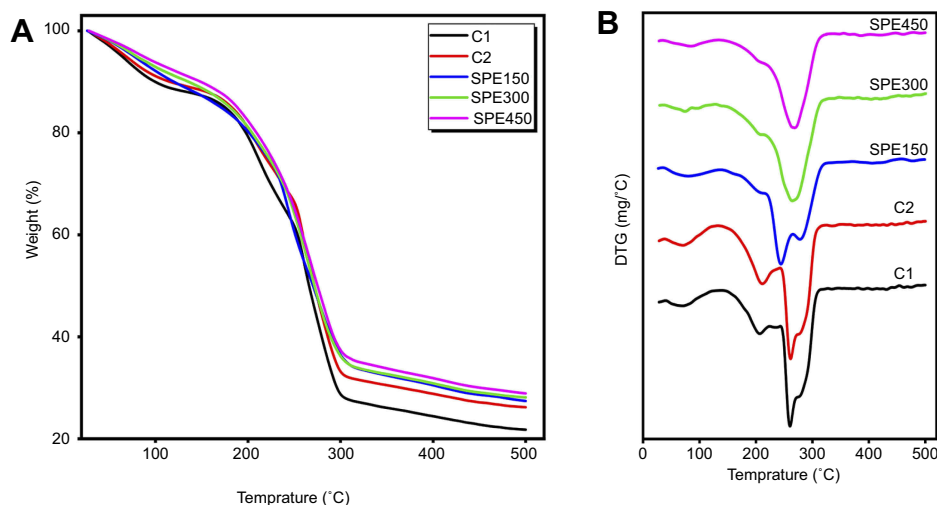 A
100
80
60
40
20
Weight (%)
C1
C2
SPE150
SPE300
SPE450
100
200
300
400
500
Temprature (˚C)
B
DTG (mg/˚C)
SPE450
SPE300
SPE150
C2
C1
0
100
200
300
400
500
Temprature (˚C)